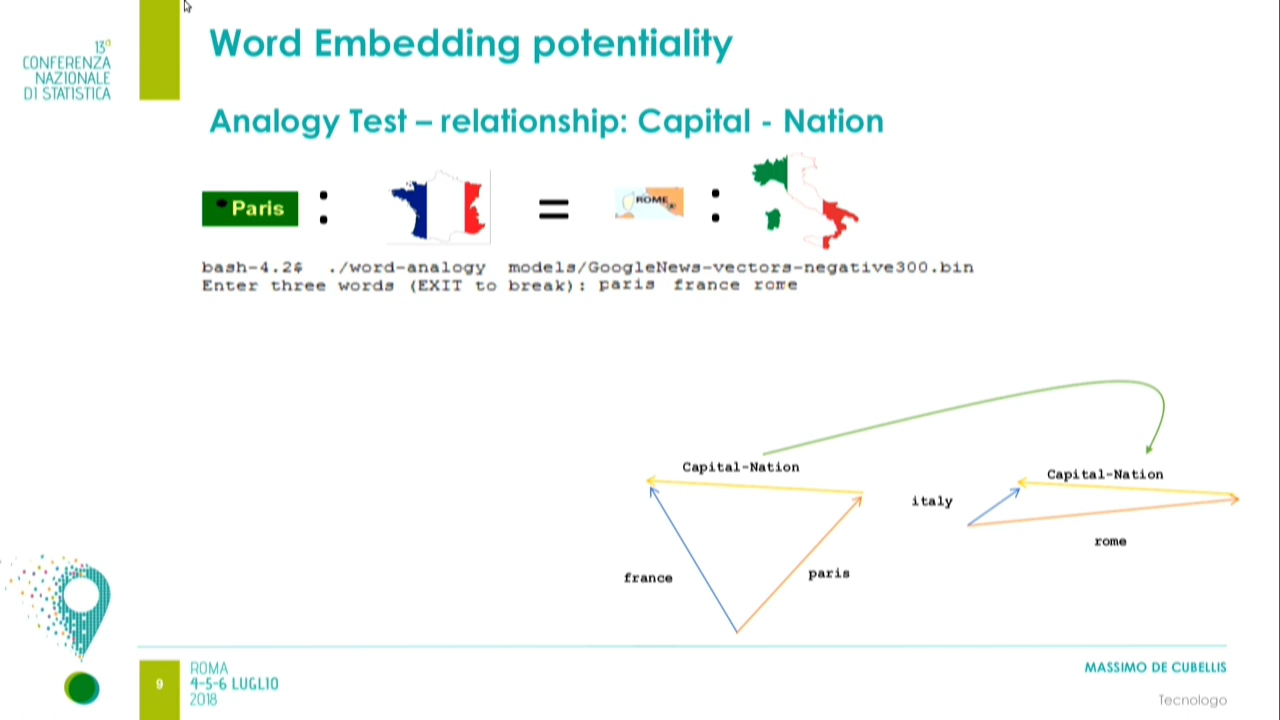 13ª
CONFERENZA
NAZIONALE
DI STATISTICA
Word Embedding potentiality
Analogy Test – relationship: Capital - Nation
Paris : = ROME :
bash-4.2$ ./word-analogy models/GoogleNews-vectors-negative300.bin
Enter three words (EXIT to break): paris france rome
Capital-Nation
Capital-Nation
italy
rome
france
paris
9
ROMA
4-5-6 LUGLIO
2018
MASSIMO DE CUBELLIS
Tecnologo